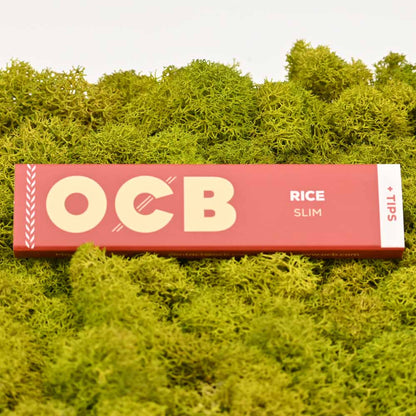 OCB
RICE
SLIM
+ TIPS